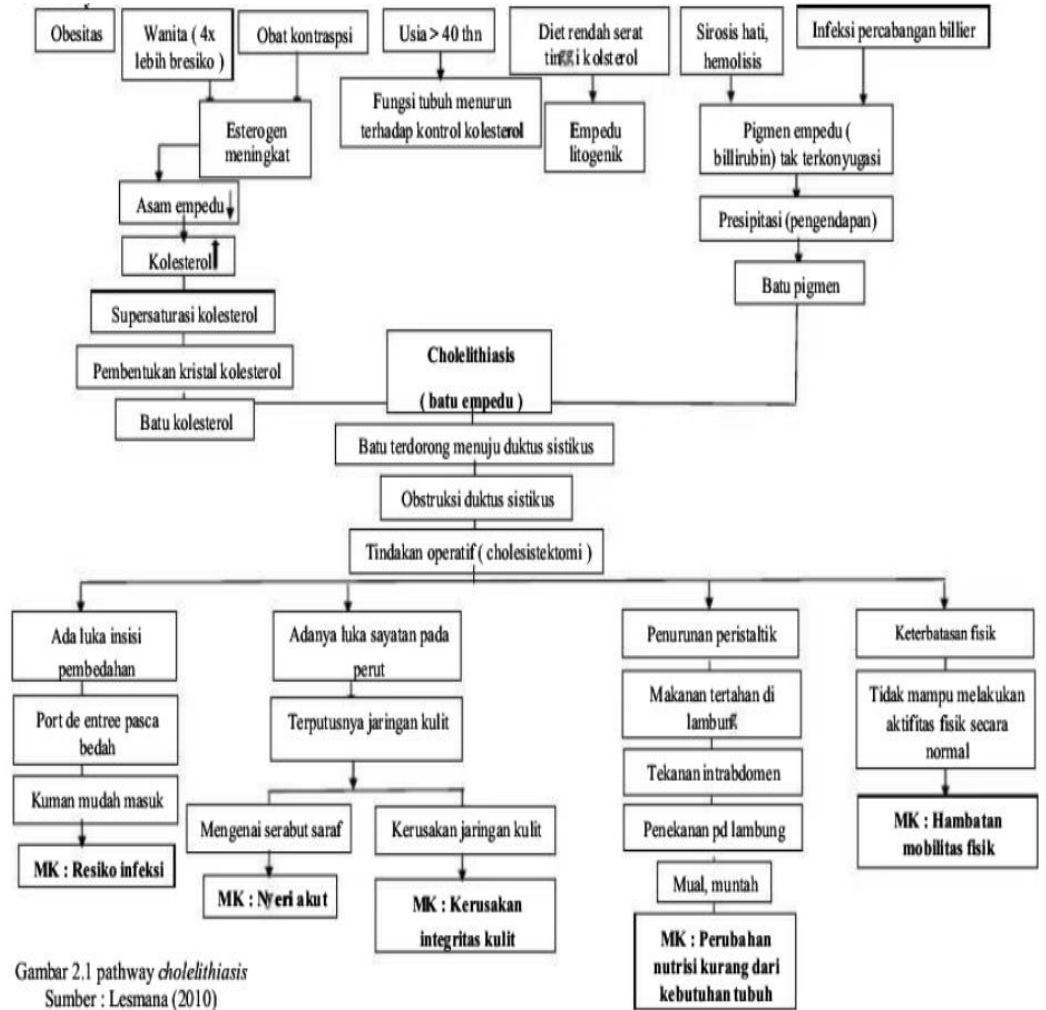 Obesitas
Wanita ( 4x
lebih bresiko )
Obat kontraspsi
Usia > 40 thn
Diet rendah serat
tinggi kolsterol
Sirosis hati,
hemolisis
Infeksi percabangan billier
Esterogen
meningkat
Fungsi tubuh menurun
terhadap kontrol kolesterol
Empedu
litogenik
Pigmen empedu (
billirubin) tak terkonyugasi
Asam empedu
Presipitasi (pengendapan)
Kolesterol
Batu pigmen
Supersaturasi kolesterol
Pembentukan kristal kolesterol
Batu kolesterol
Cholelithiasis
( batu empedu )
Batu terdorong menuju duktus sistikus
Obstruksi duktus sistikus
Tindakan operatif ( cholesistektomi )
Ada luka insisi
pembedahan
Port de entree pasca
bedah
Kuman mudah masuk
MK : Resiko infeksi
Adanya luka sayatan pada
perut
Terputusnya jaringan kulit
Mengenai serabut saraf
MK : Nyeri akut
Kerusakan jaringan kulit
MK : Kerusakan
integritas kulit
Penurunan peristaltik
Makanan tertahan di
lambung
Tekanan intrabdomen
Penekanan pd lambung
Mual, muntah
MK : Perubahan
nutrisi kurang dari
kebutuhan tubuh
Keterbatasan fisik
Tidak mampu melakukan
aktifitas fisik secara
normal
MK : Hambatan
mobilitas fisik
Gambar 2.1 pathway cholelithiasis
Sumber : Lesmana (2010)